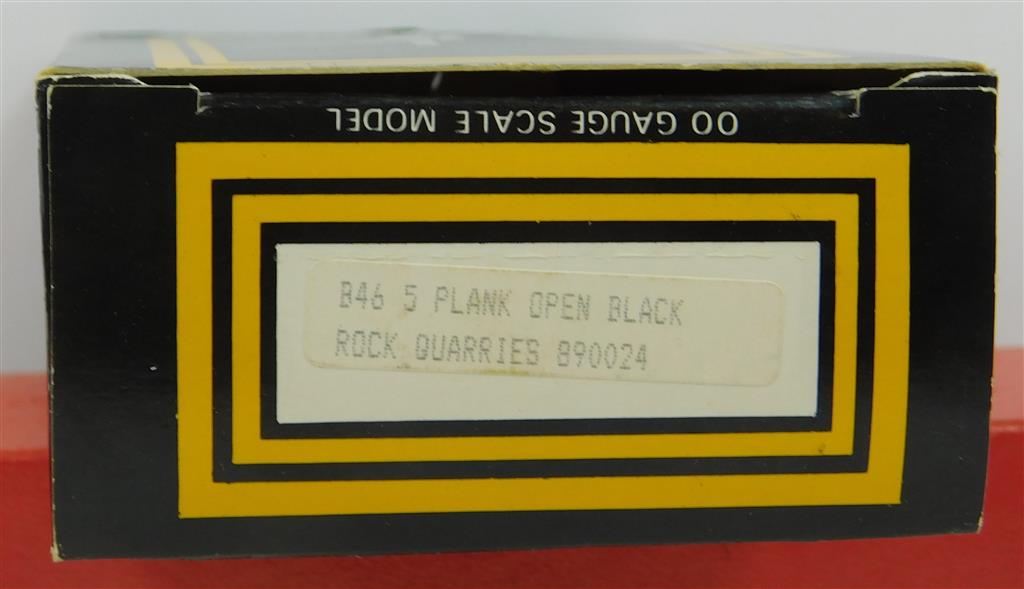 OO GAUGE SCALE MODEL
B46 5 PLANK OPEN BLACK
ROCK QUARRIES 890024